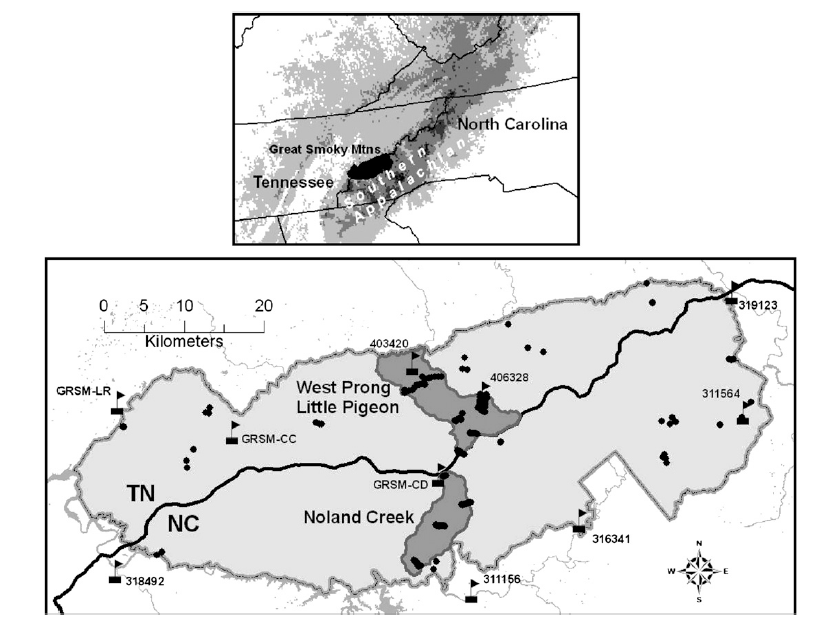 North Carolina
Great Smoky Mtns
Tennessee
Southern
Appalachians
0 5 10 20
Kilometers
319123
403420
406328
GRSM-LR
West Prong
Little Pigeon
311564
GRSM-CC
GRSM-CD
TN
NC
Noland Creek
316341
318492
311156
N
W E
S